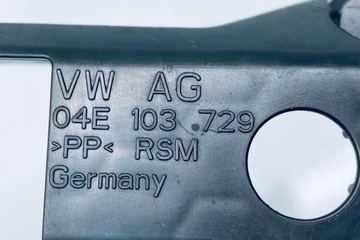 VW AG
04E 103 729
>PP< RSM
Germany